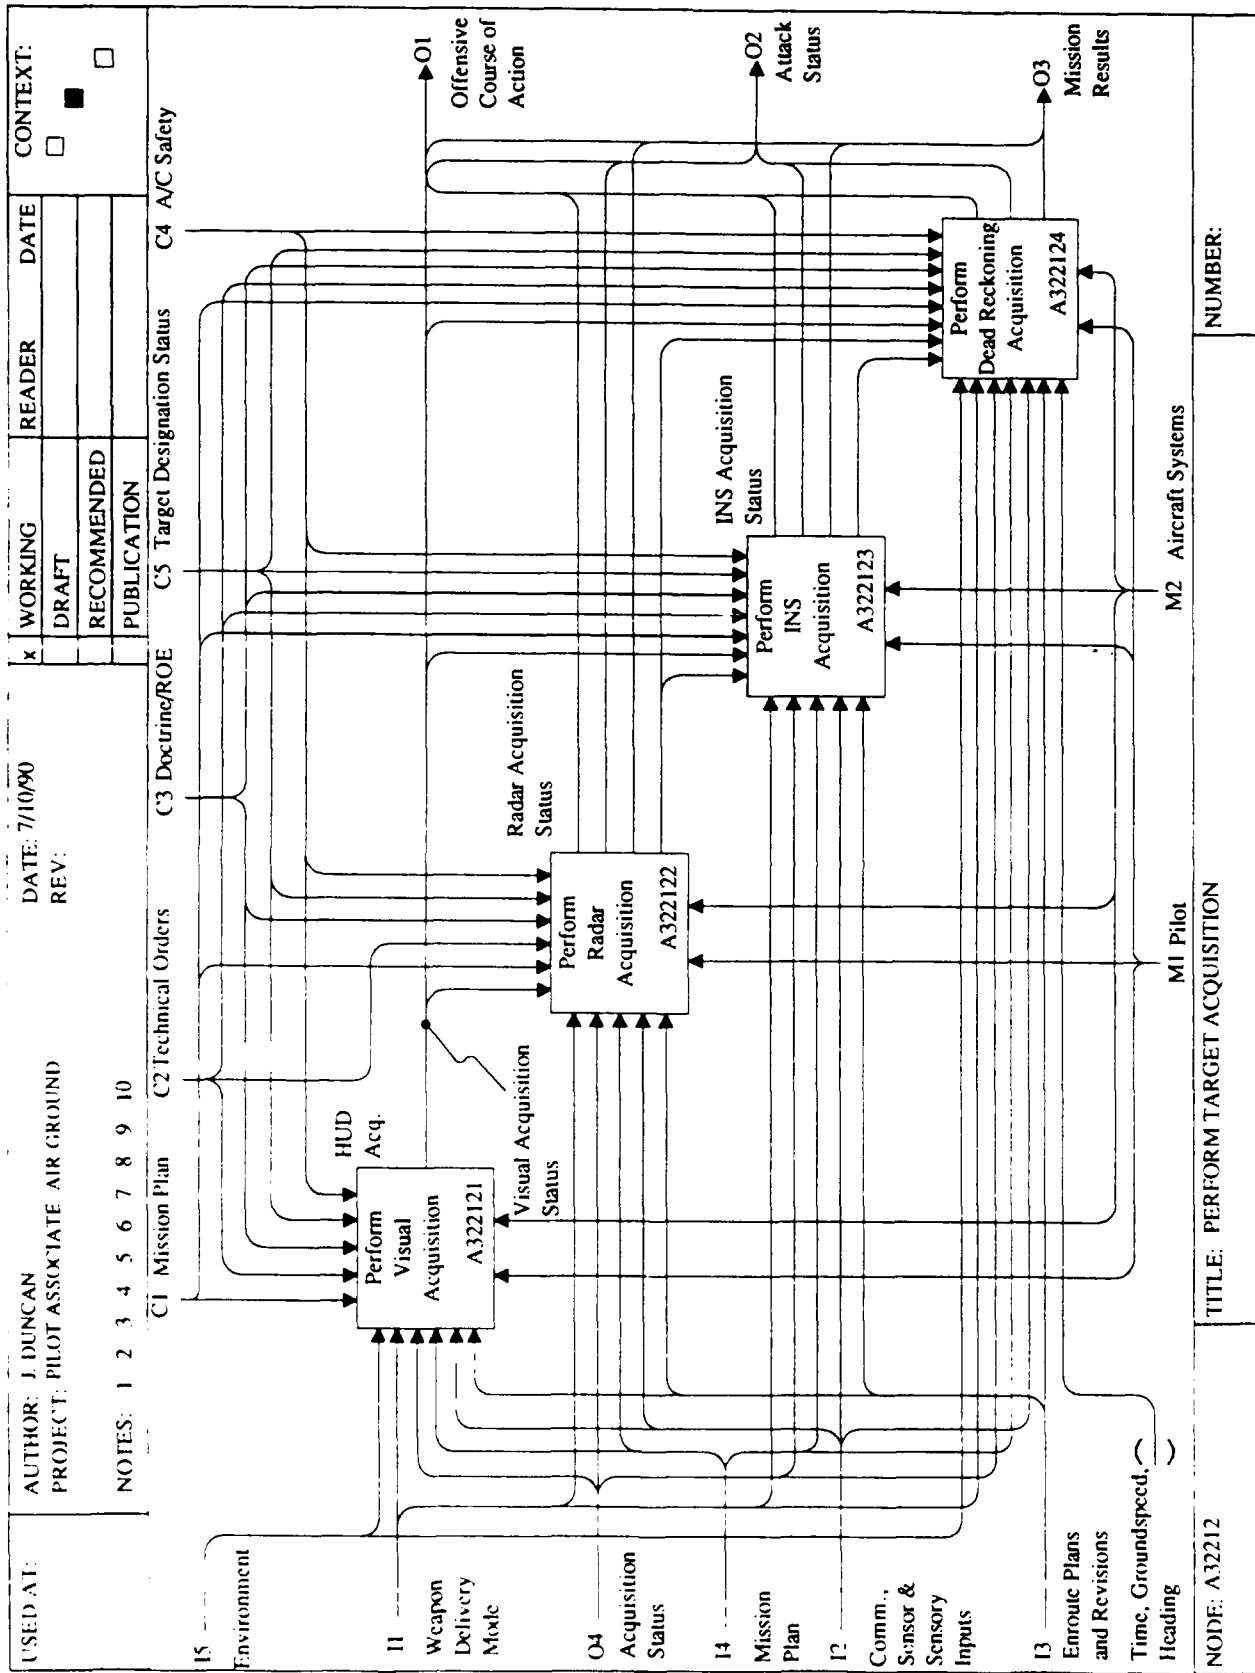 USED AT:
AUTHOR: J. DUNCAN
PROJECT: PILOT ASSOCIATE AIR GROUND
NOTES: 1 2 3 4 5 6 7 8 9 10
DATE: 7/10/90
REV:
x WORKING
DRAFT
RECOMMENDED
PUBLICATION
READER DATE
CONTEXT:
C1 Mission Plan
C2 Technical Orders
C3 Doctrine/ROE
C5 Target Designation Status
C4 A/C Safety
I5
Environment
I1
Weapon
Delivery
Mode
O4
Acquisition
Status
I4
Mission
Plan
I2
Comm.,
Sensor &
Sensory
Inputs
I3
Enroute Plans
and Revisions
Time, Groundspeed,
Heading
Perform
Visual
Acquisition
A322121
HUD
Acq.
Visual Acquisition
Status
Perform
Radar
Acquisition
A322122
Radar Acquisition
Status
Perform
INS
Acquisition
A322123
INS Acquisition
Status
Perform
Dead Reckoning
Acquisition
A322124
O1
Offensive
Course of
Action
O2
Attack
Status
O3
Mission
Results
M1 Pilot
M2 Aircraft Systems
NODE: A32212
TITLE: PERFORM TARGET ACQUISITION
NUMBER: